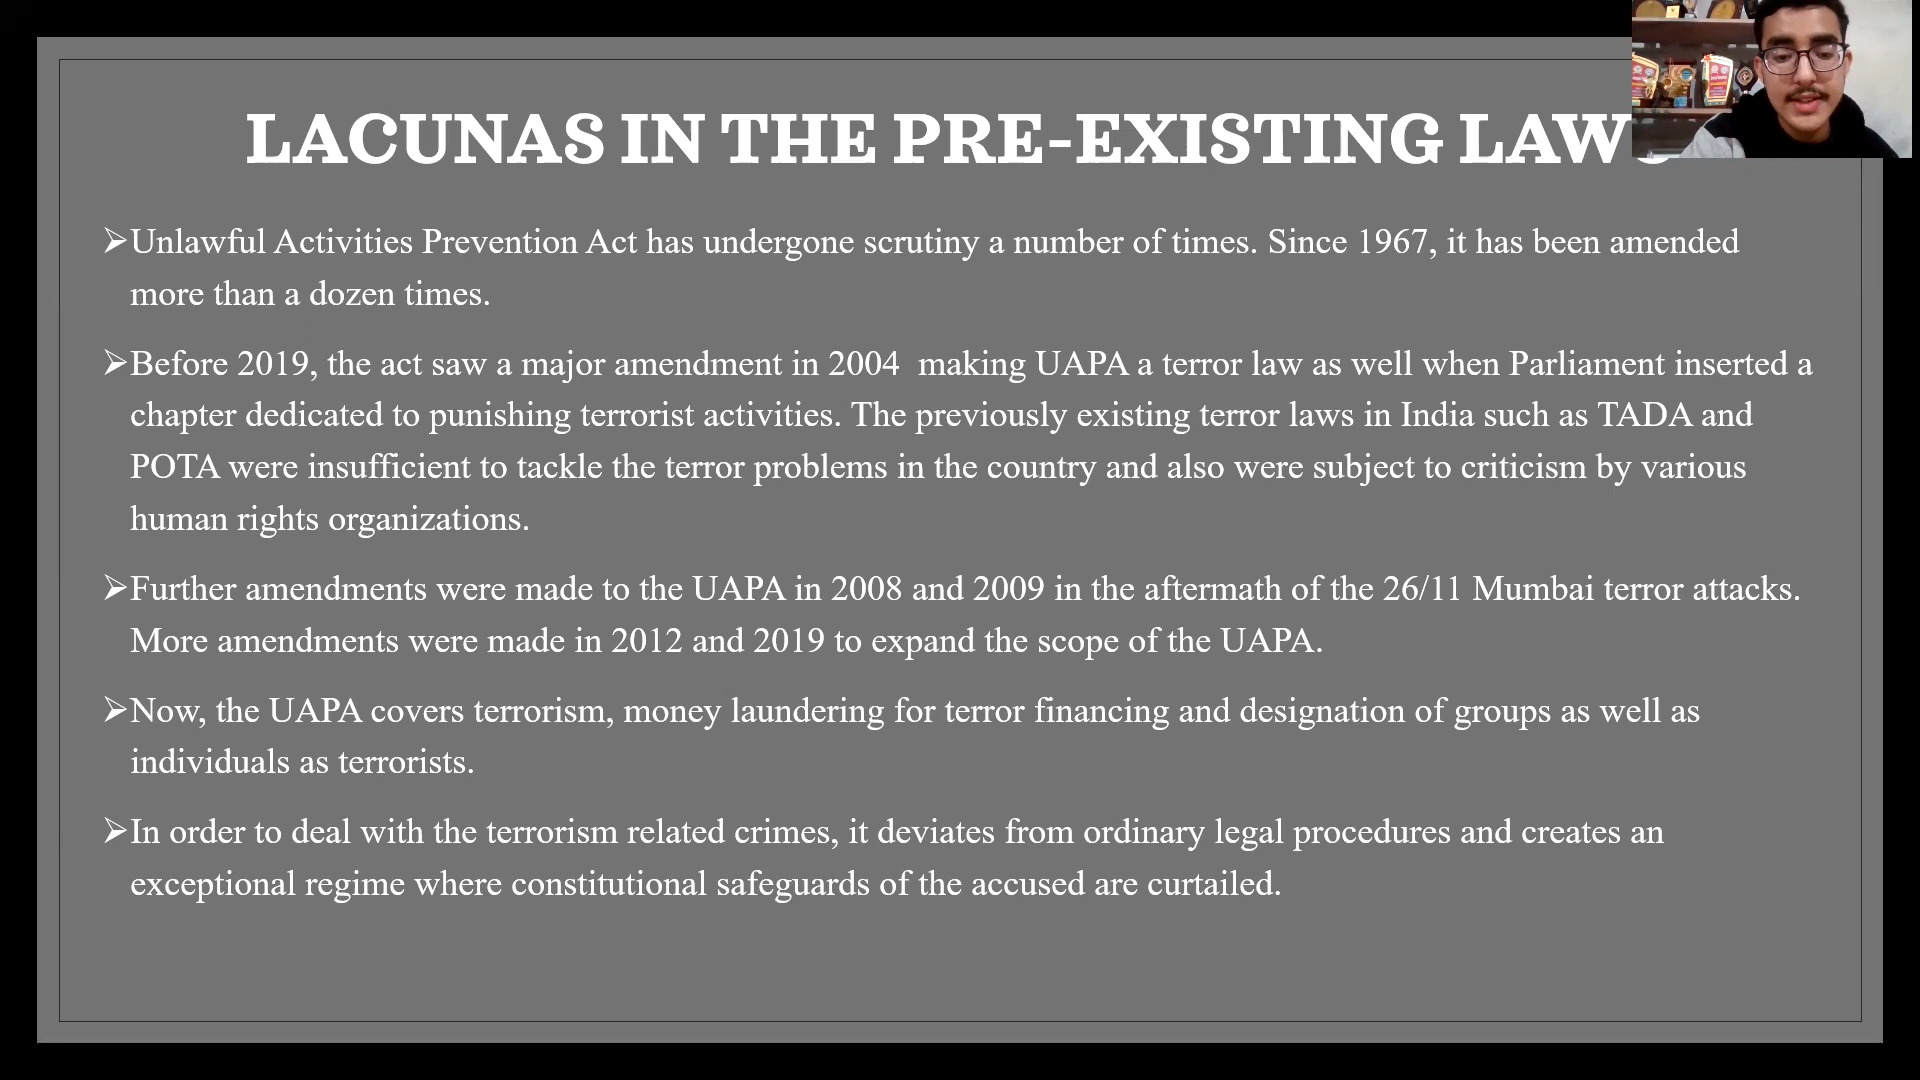 LACUNAS IN THE PRE-EXISTING
➢Unlawful Activities Prevention Act has undergone scrutiny a number of times. Since 1967, it has been amended
more than a dozen times.
➢Before 2019, the act saw a major amendment in 2004  making UAPA a terror law as well when Parliament inserted a
chapter dedicated to punishing terrorist activities. The previously existing terror laws in India such as TADA and
POTA were insufficient to tackle the terror problems in the country and also were subject to criticism by various
human rights organizations.
➢Further amendments were made to the UAPA in 2008 and 2009 in the aftermath of the 26/11 Mumbai terror attacks.
More amendments were made in 2012 and 2019 to expand the scope of the UAPA.
➢Now, the UAPA covers terrorism, money laundering for terror financing and designation of groups as well as
individuals as terrorists.
➢In order to deal with the terrorism related crimes, it deviates from ordinary legal procedures and creates an
exceptional regime where constitutional safeguards of the accused are curtailed.